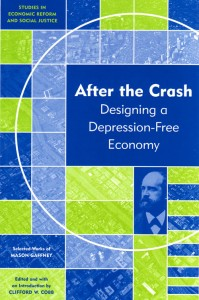 STUDIES IN
ECONOMIC REFORM
AND SOCIAL JUSTICE
After the Crash
Designing a
Depression-Free
Economy
Selected Works of
MASON GAFFNEY
Edited and with
an Introduction by
CLIFFORD W. COBB